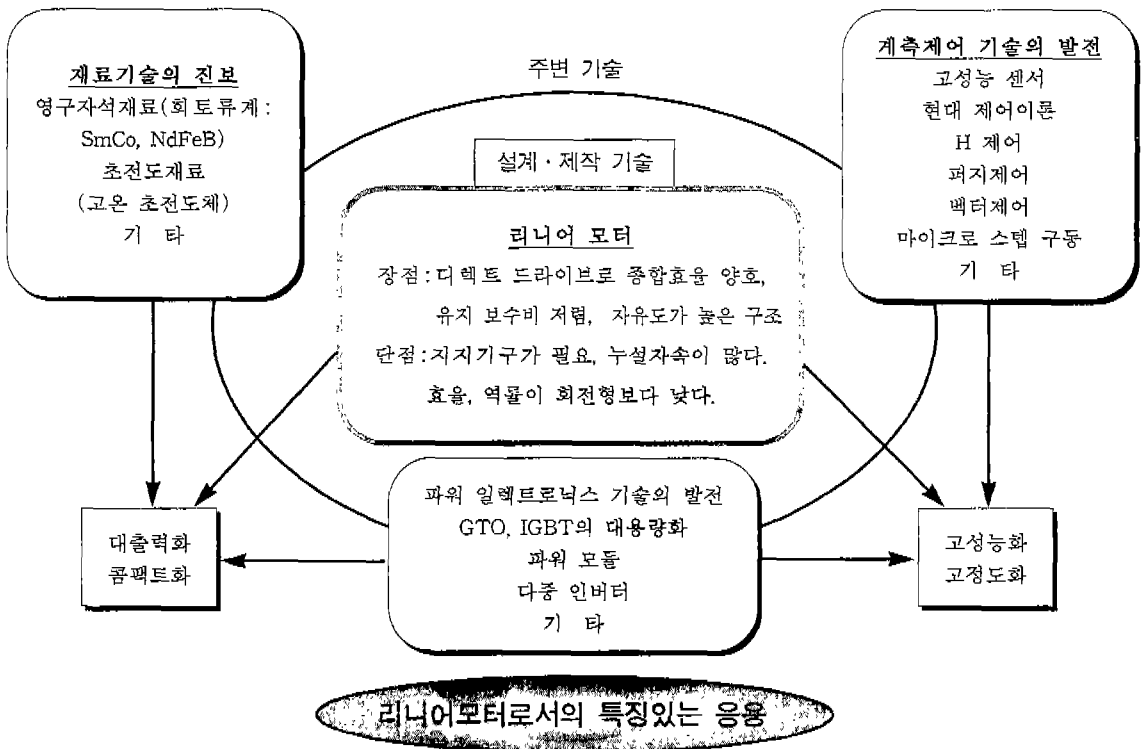 재료기술의 진보
영구자석재료(희토류계:
SmCo, NdFeB)
초전도재료
(고온 초전도체)
기 타
주변 기술
계측제어 기술의 발전
고성능 센서
현대 제어이론
H 제어
퍼지제어
벡터제어
마이크로 스텝 구동
기 타
설계·제작 기술
리니어 모터
장점:디렉트 드라이브로 종합효율 양호,
유지 보수비 저렴, 자유도가 높은 구조
단점:지지기구가 필요, 누설자속이 많다.
효율, 역률이 회전형보다 낮다.
파워 일렉트로닉스 기술의 발전
GTO, IGBT의 대용량화
파워 모듈
다중 인버터
기 타
대출력화
콤팩트화
고성능화
고정도화
리니어모터로서의 특징있는 응용